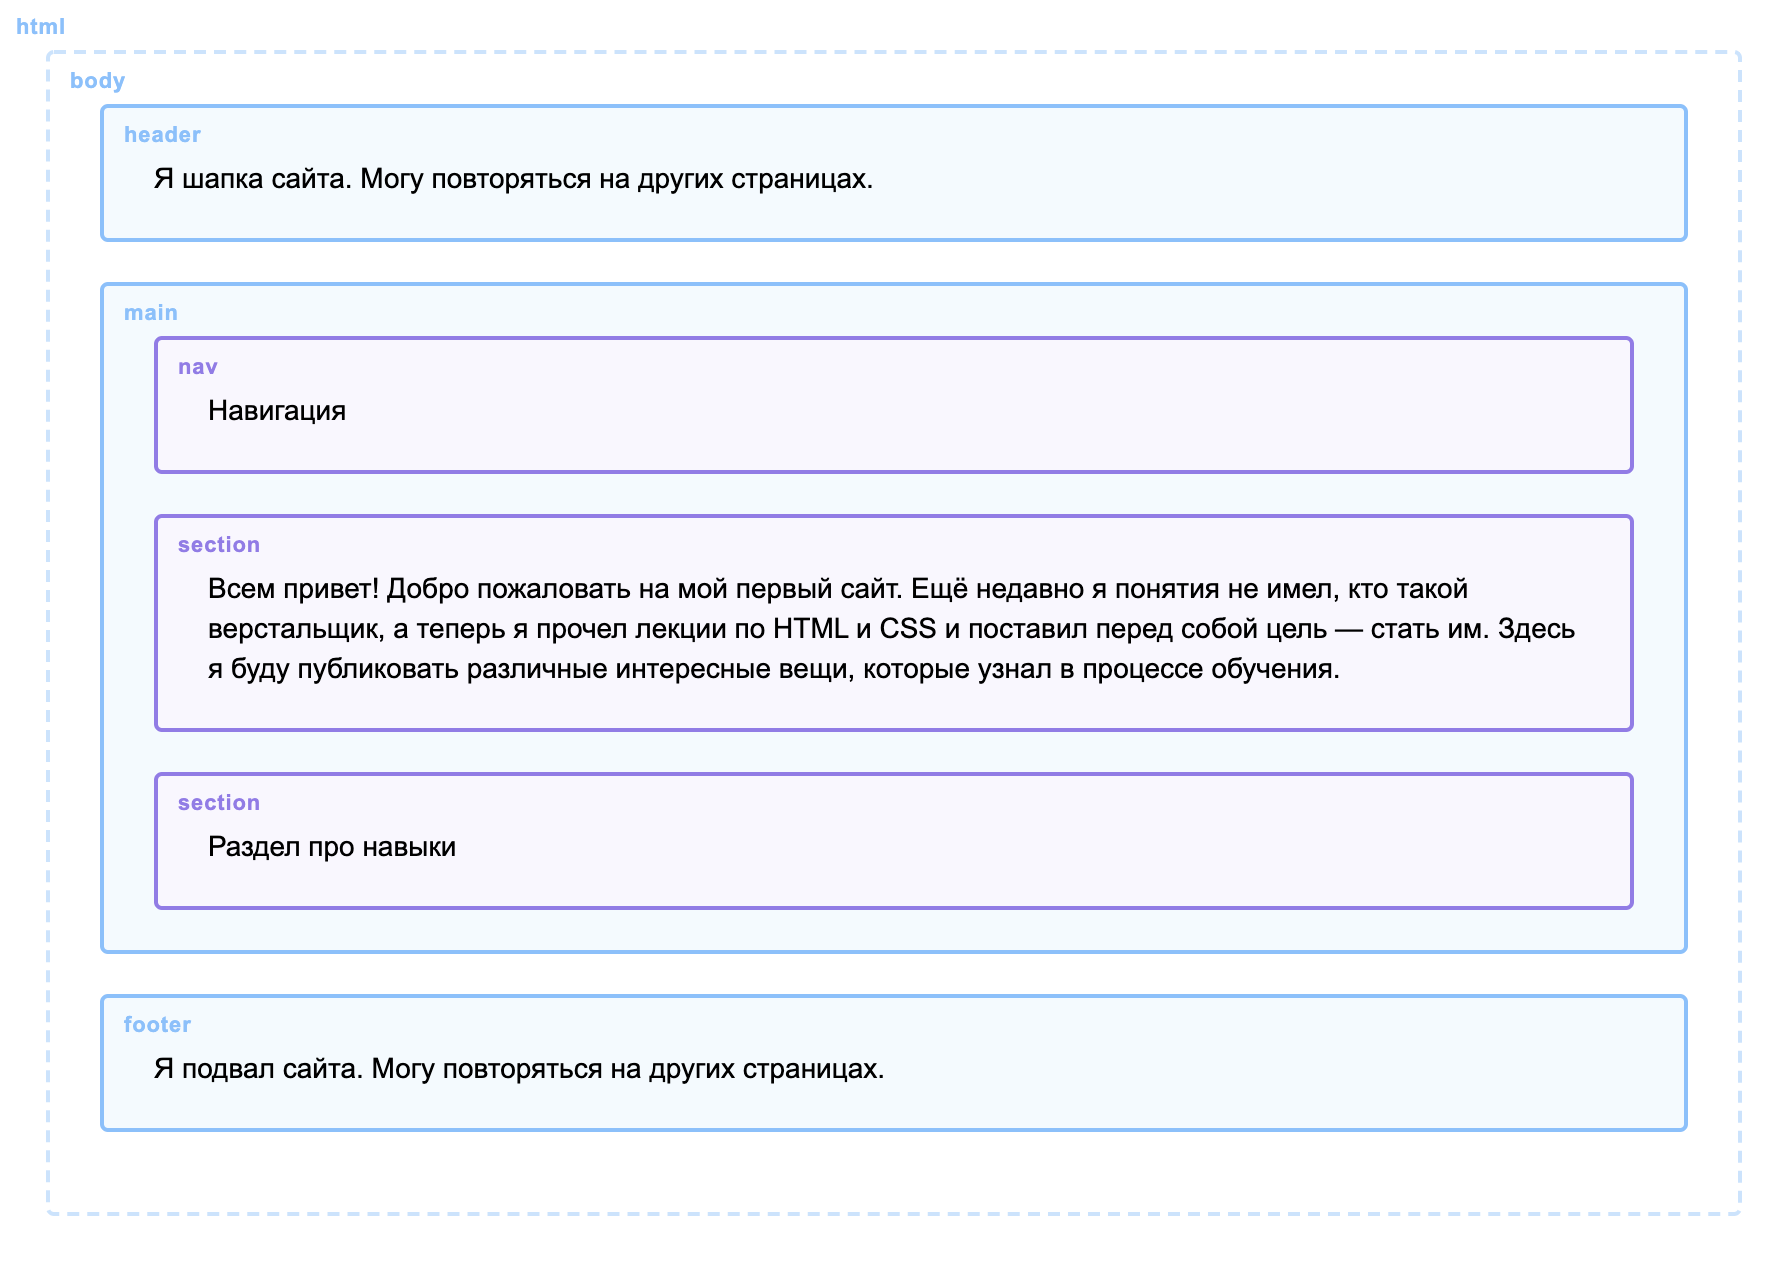 html
body
header
Я шапка сайта. Могу повторяться на других страницах.
main
nav
Навигация
section
Всем привет! Добро пожаловать на мой первый сайт. Ещё недавно я понятия не имел, кто такой
верстальщик, а теперь я прочел лекции по HTML и CSS и поставил перед собой цель — стать им. Здесь
я буду публиковать различные интересные вещи, которые узнал в процессе обучения.
section
Раздел про навыки
footer
Я подвал сайта. Могу повторяться на других страницах.